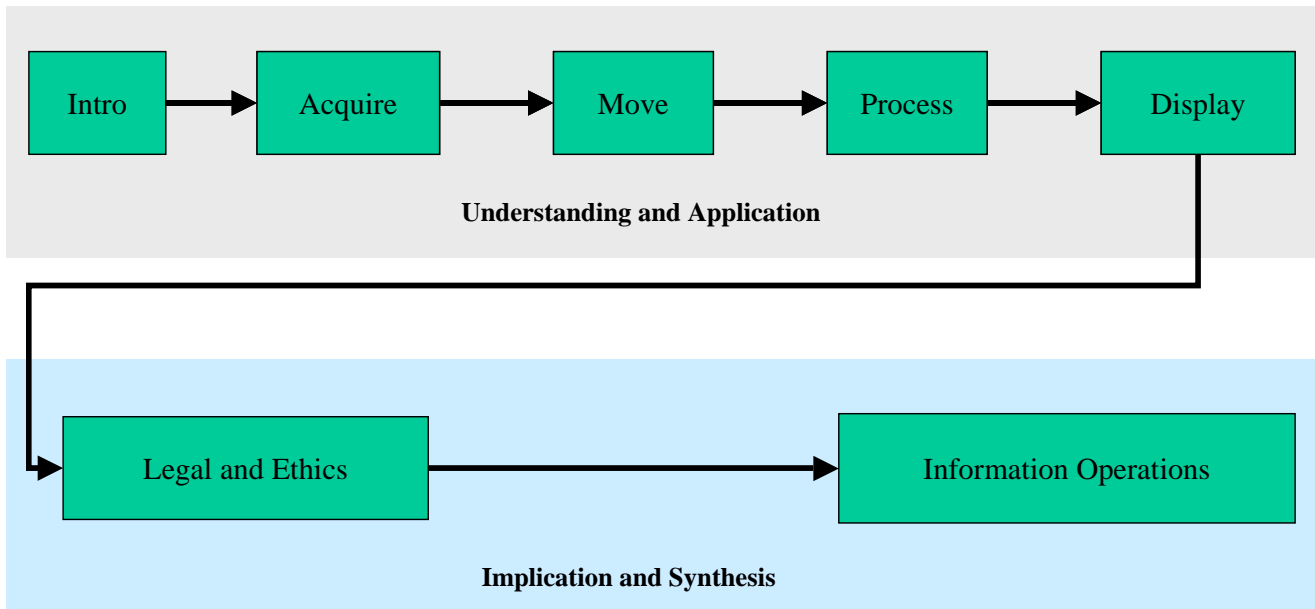 Intro
Acquire
Move
Process
Display
Understanding and Application
Legal and Ethics
Information Operations
Implication and Synthesis